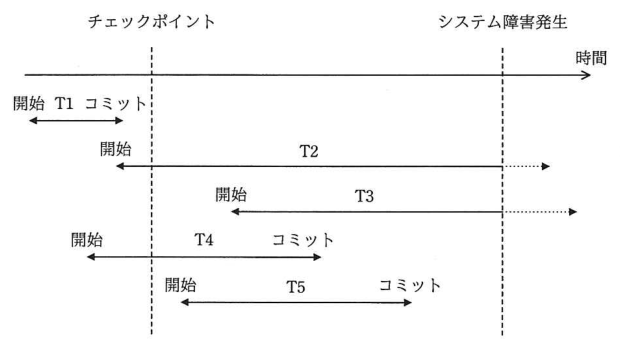 チェックポイント システム障害発生
時間
開始 T1 コミット
開始 T2
開始 T3
開始 T4 コミット
開始 T5 コミット